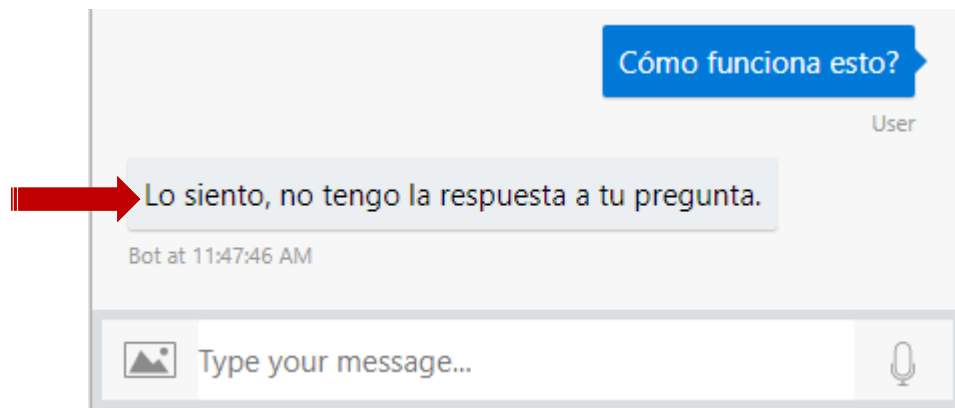 Cómo funciona esto?
User
Lo siento, no tengo la respuesta a tu pregunta.
Bot at 11:47:46 AM
Type your message...